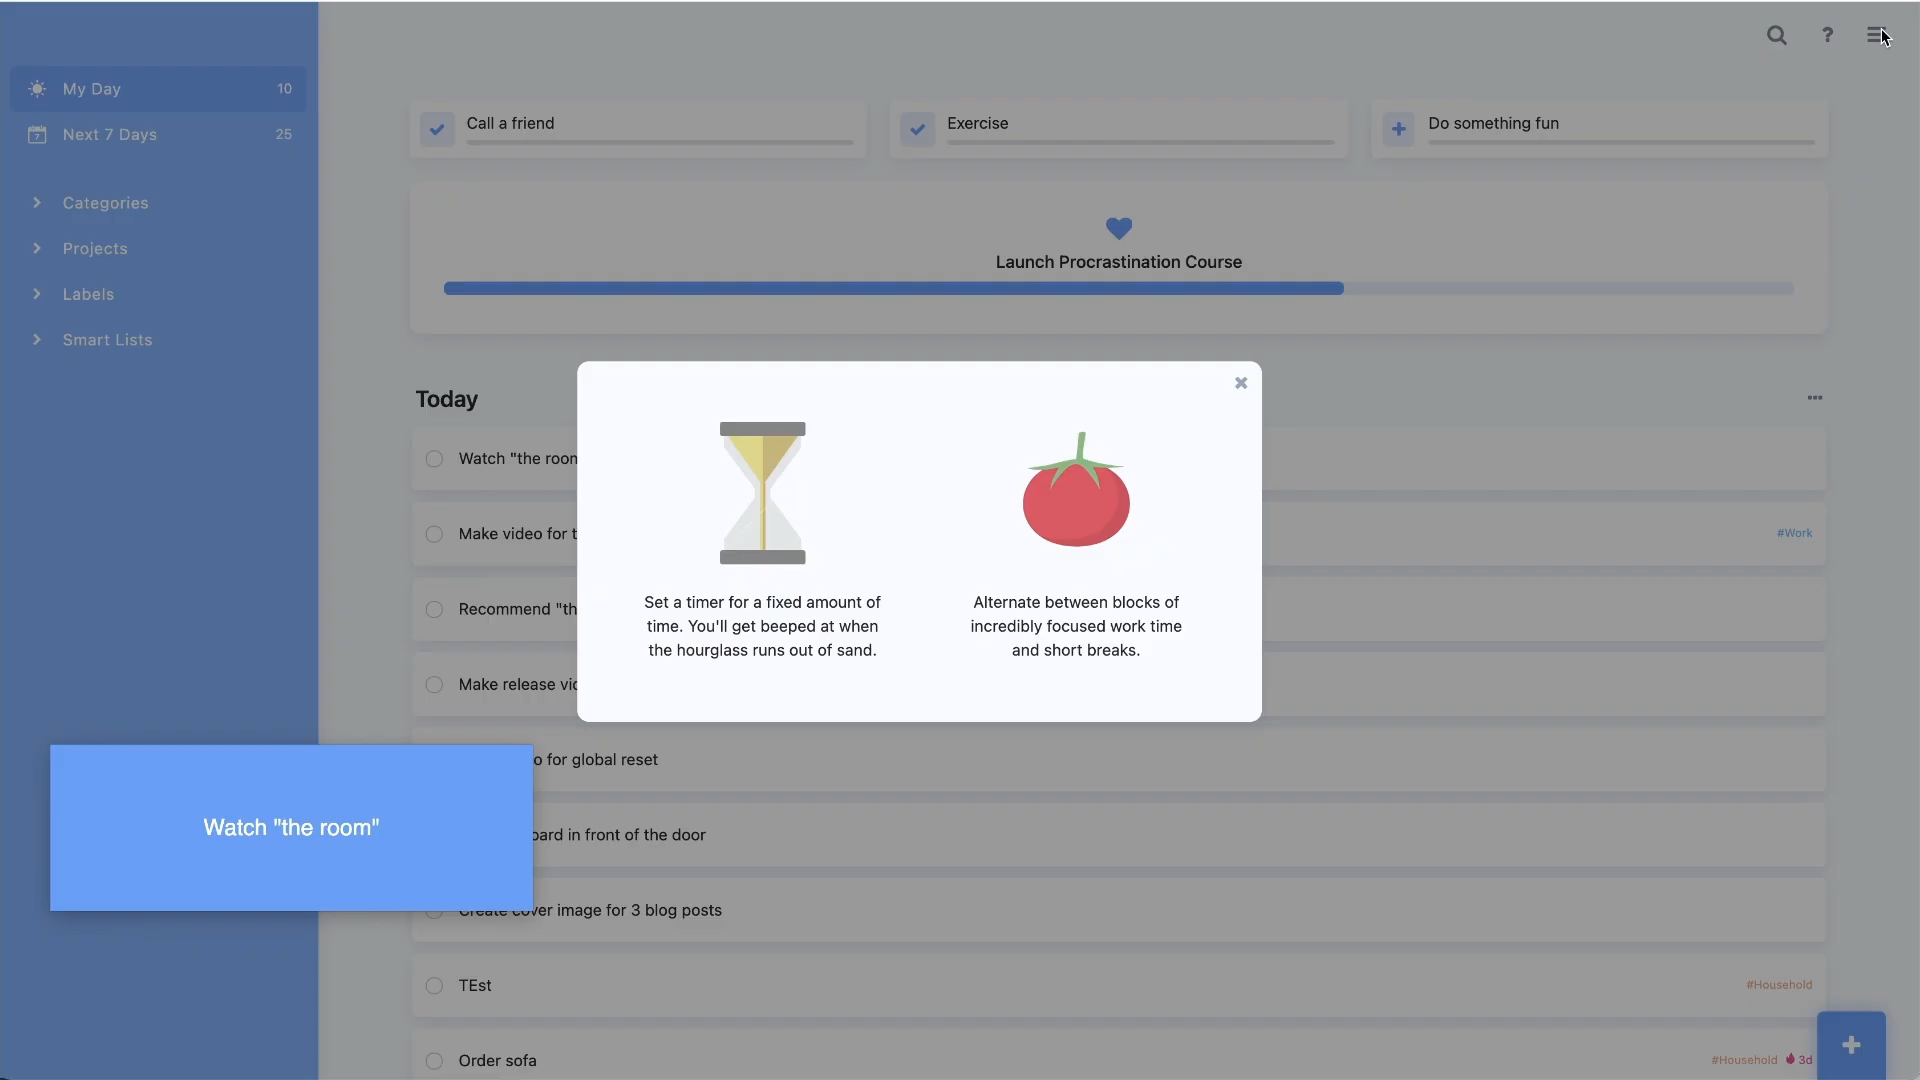 My Day 10
Next 7 Days 25
Categories
Projects
Labels
Smart Lists
?
Call a friend
Exercise
Do something fun
Launch Procrastination Course
Today
Watch "the room
Make video for t
#Work
Recommend "th
Make release vid
o for global reset
oard in front of the door
Create cover image for 3 blog posts
TEst
#Household
Order sofa
#Household 3d
Set a timer for a fixed amount of
time. You'll get beeped at when
the hourglass runs out of sand.
Alternate between blocks of
incredibly focused work time
and short breaks.
Watch "the room"